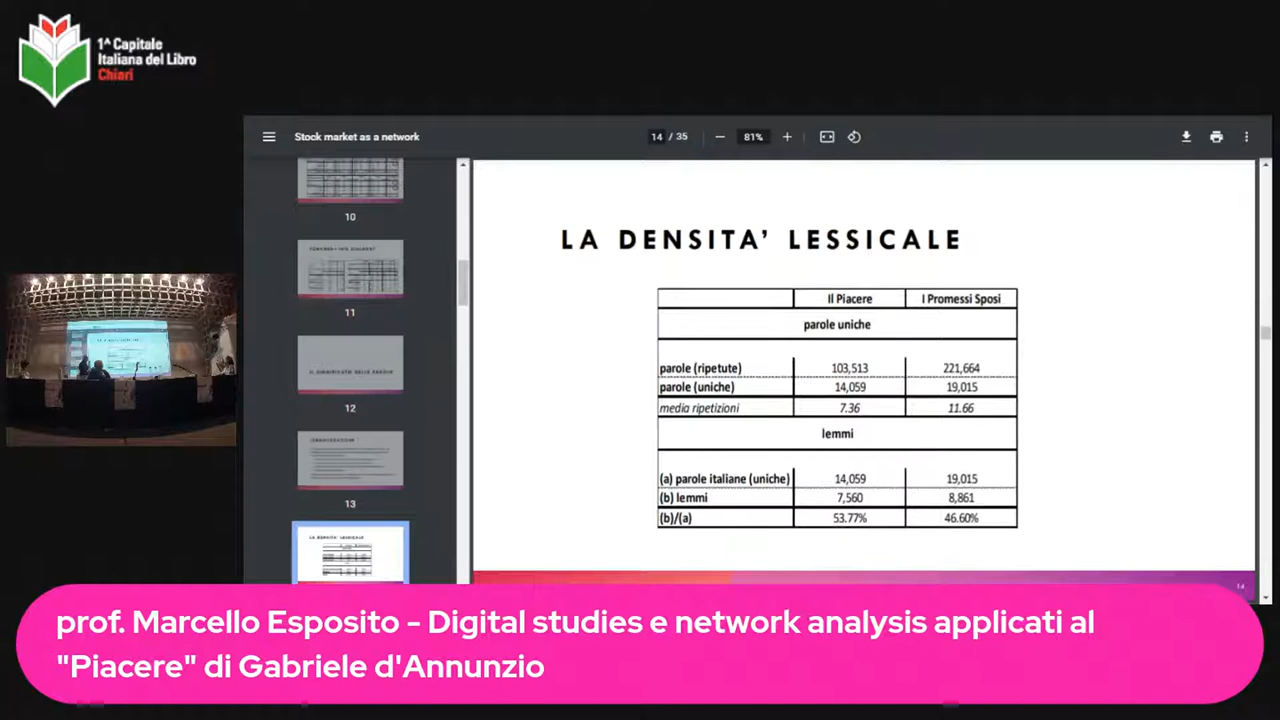 1^ Capitale
Italiana del Libro
Chiari
Stock market as a network
14 / 35
81%
10
11
12
13
LA DENSITA' LESSICALE
Il Piacere I Promessi Sposi
parole uniche
parole (ripetute) 103,513 221,664
parole (uniche) 14,059 19,015
media ripetizioni 7.36 11.66
lemmi
(a) parole italiane (uniche) 14,059 19,015
(b) lemmi 7,560 8,861
(b)/(a) 53.77% 46.60%
14
prof. Marcello Esposito - Digital studies e network analysis applicati al
"Piacere" di Gabriele d'Annunzio